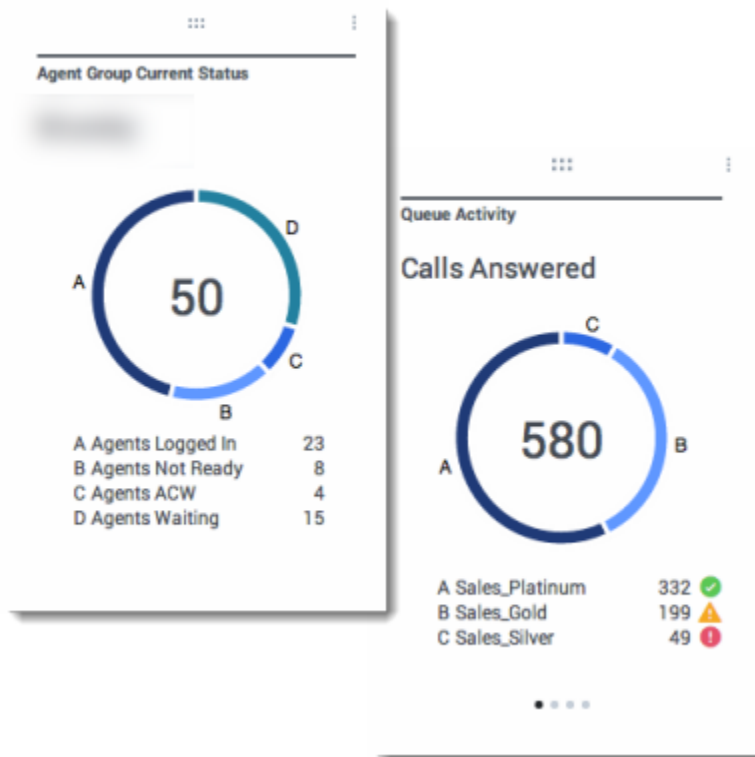 Agent Group Current Status
50
D
A
C
B
A Agents Logged In 23
B Agents Not Ready 8
C Agents ACW 4
D Agents Waiting 15
Queue Activity
Calls Answered
580
C
B
A
A Sales_Platinum 332
B Sales_Gold 199
C Sales_Silver 49